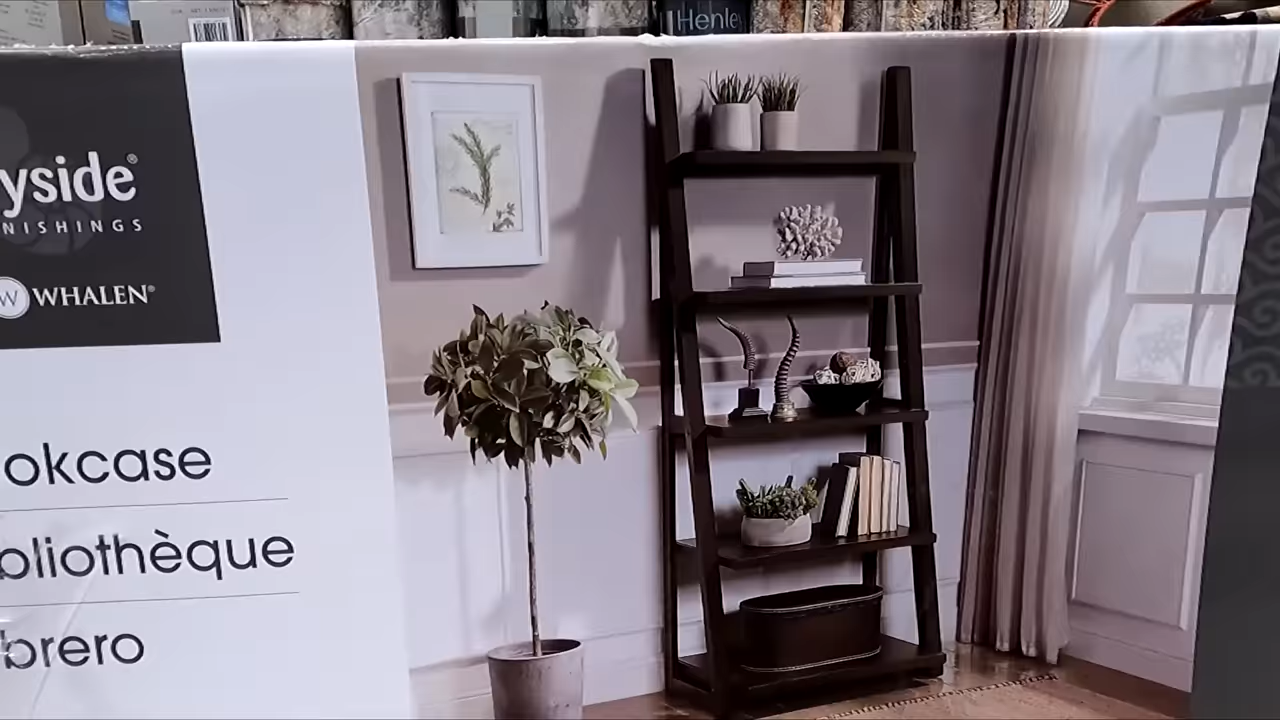 Henley
yside®
NISHINGS
W WHALEN®
okcase
bliothèque
brero